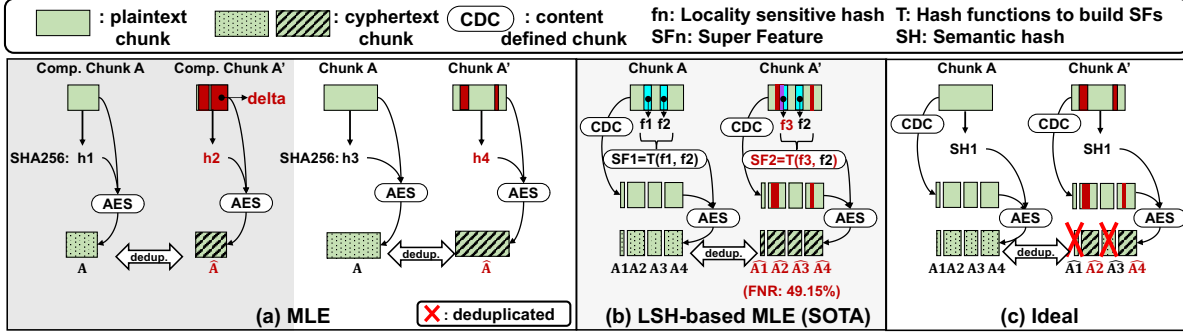 : plaintext chunk
: cyphertext chunk
CDC : content defined chunk
fn: Locality sensitive hash
SFn: Super Feature
T: Hash functions to build SFs
SH: Semantic hash
Comp. Chunk A
Comp. Chunk A'
delta
SHA256: h1
h2
AES
AES
dedup.
A
Â
Chunk A
Chunk A'
SHA256: h3
h4
AES
AES
dedup.
A
Â
(a) MLE
: deduplicated
Chunk A
Chunk A'
CDC
f1 f2
CDC
f3 f2
SF1=T(f1, f2)
SF2=T(f3, f2)
AES
AES
dedup.
A1A2 A3 A4
Â1 Â2 Â3 Â4
(FNR: 49.15%)
(b) LSH-based MLE (SOTA)
Chunk A
Chunk A'
CDC
SH1
CDC
SH1
AES
AES
dedup.
A1A2 A3 A4
Â1 Â2 Â3 Â4
(c) Ideal